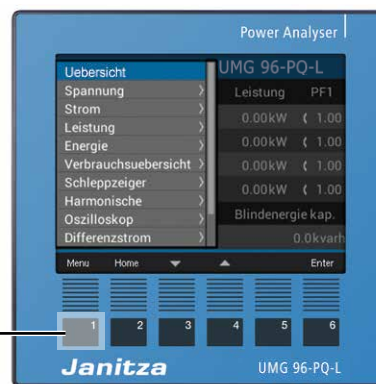 Power Analyser
UMG 96-PQ-L
Uebersicht
Spannung
Strom
Leistung
Energie
Verbrauchsuebersicht
Schleppzeiger
Harmonische
Oszilloskop
Differenzstrom
Leistung PF1
0.00kW ( 1.00
0.00kW ( 1.00
0.00kW ( 1.00
0.00kW ( 1.00
Blindenergie kap.
0.0kvarh
Menu Home Enter
1 2 3 4 5 6
Janitza UMG 96-PQ-L